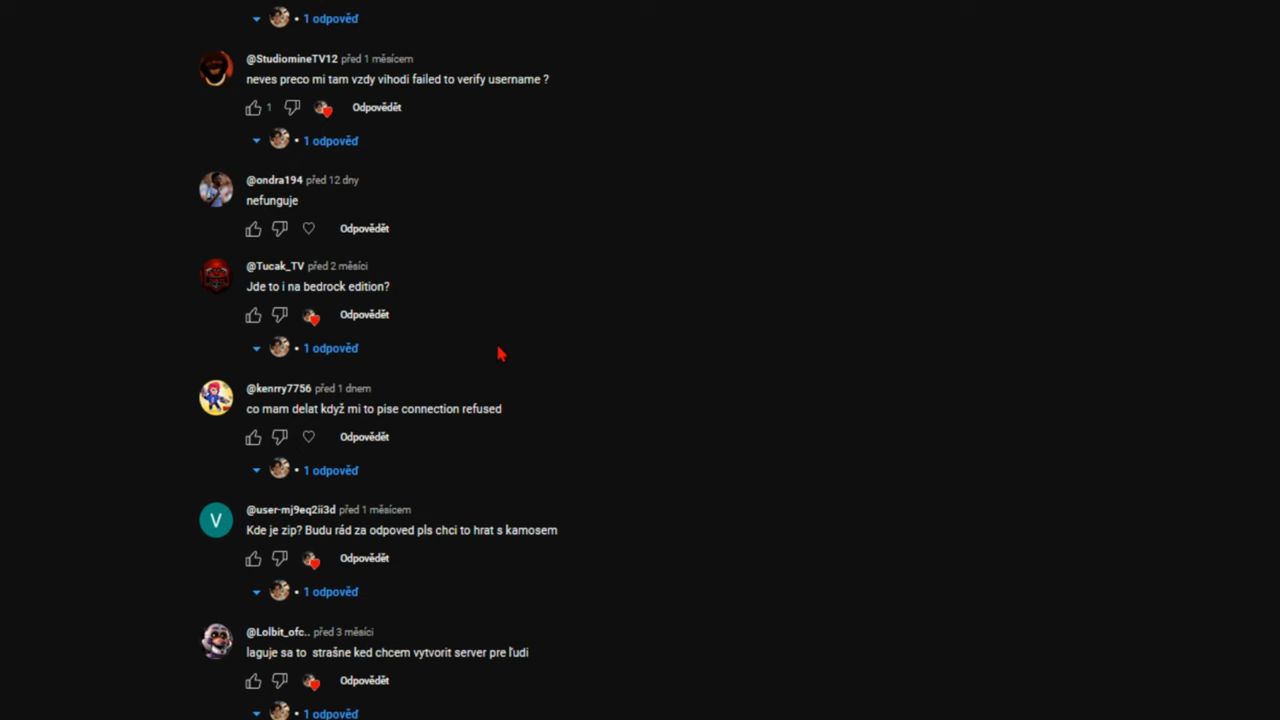 1 odpověď
@StudiomineTV12 před 1 měsícem
neves preco mi tam vzdy vihodi failed to verify username ?
1 Odpovědět
1 odpověď
@ondra194 před 12 dny
nefunguje
Odpovědět
@Tucak_TV před 2 měsíci
Jde to i na bedrock edition?
Odpovědět
1 odpověď
@kenrry7756 před 1 dnem
co mam delat když mi to pise connection refused
Odpovědět
1 odpověď
V
@user-mj9eq2ii3d před 1 měsícem
Kde je zip? Budu rád za odpoved pls chci to hrat s kamosem
Odpovědět
1 odpověď
@Lolbit_ofc.. před 3 měsíci
laguje sa to strašne ked chcem vytvorit server pre ľudi
Odpovědět
1 odpověď